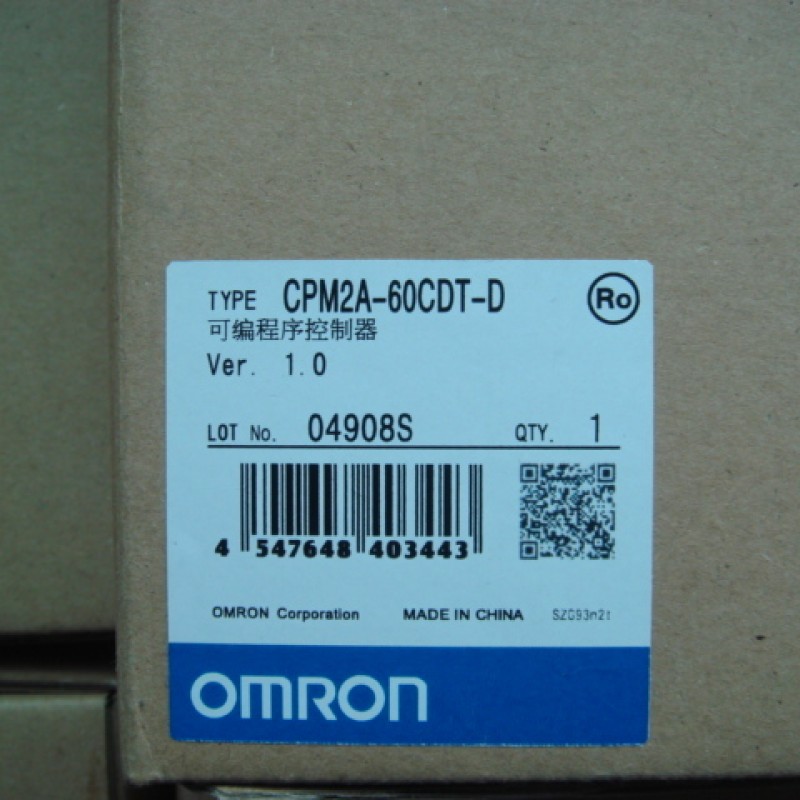 TYPE CPM2A-60CDT-D Ro
可编程序控制器
Ver. 1.0
LOT No. 04908S QTY. 1
4 547648 403443
OMRON Corporation MADE IN CHINA
OMRON